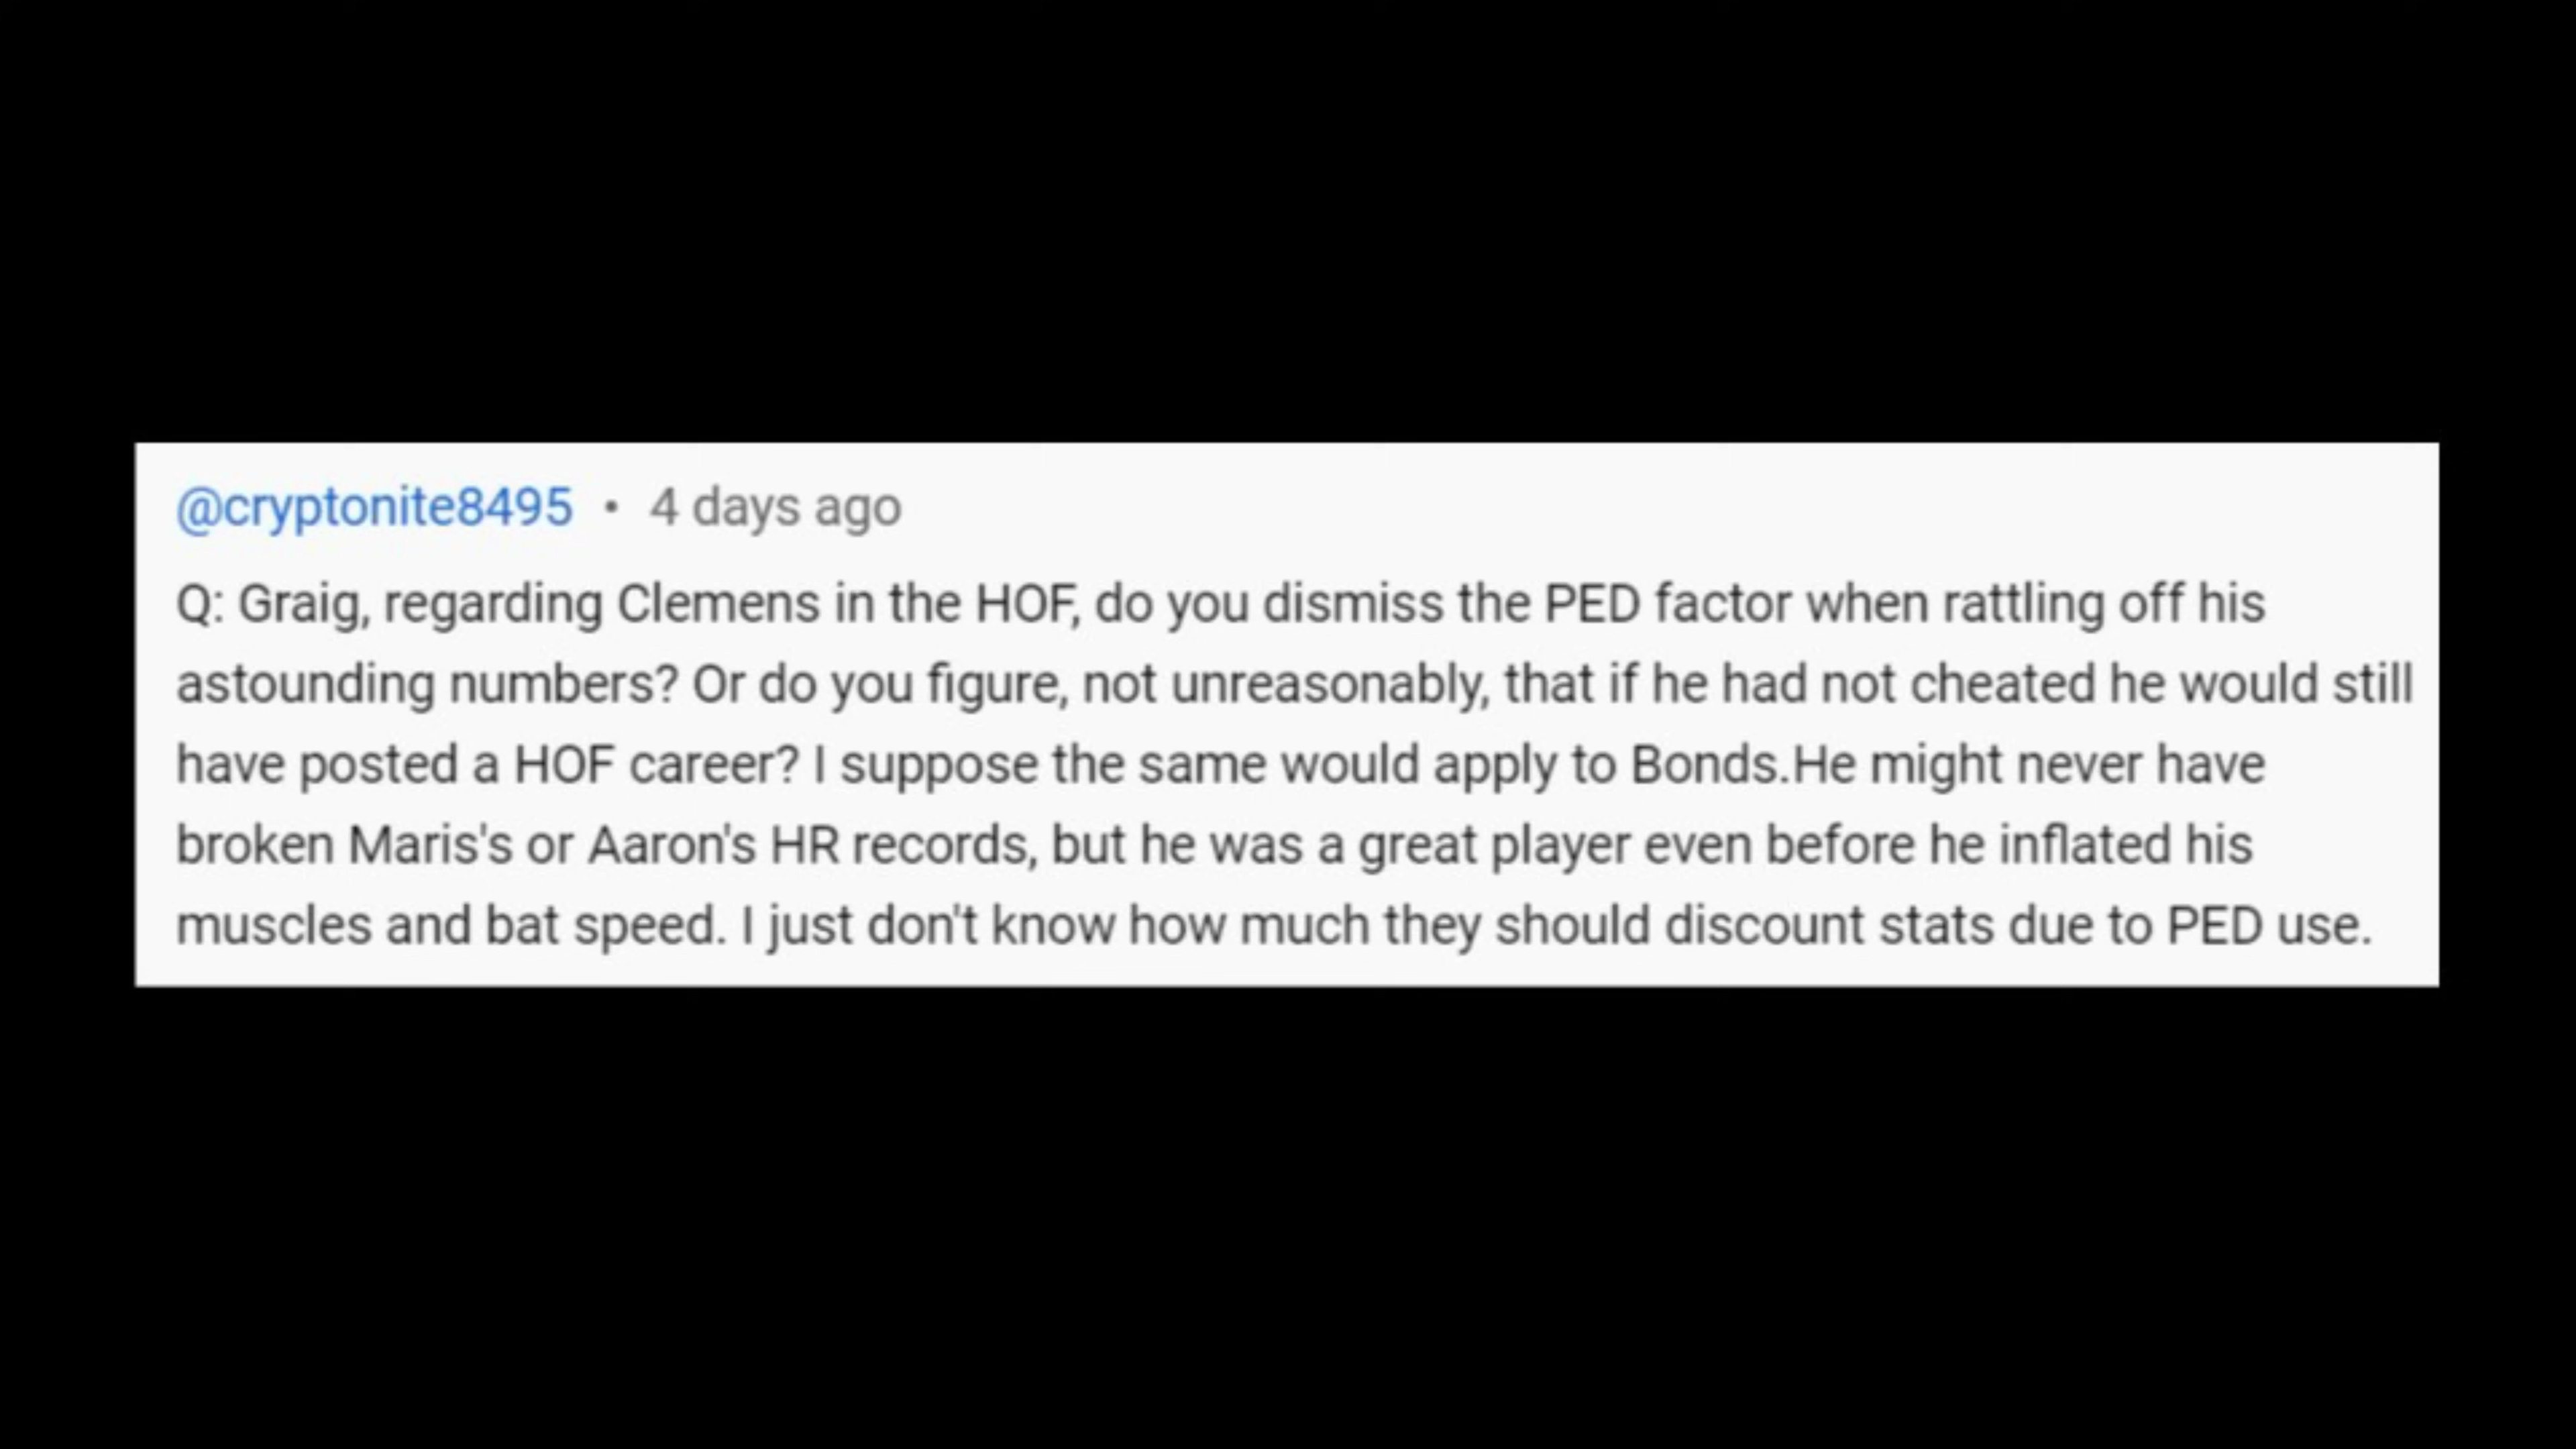 @cryptonite8495 • 4 days ago
Q: Graig, regarding Clemens in the HOF, do you dismiss the PED factor when rattling off his
astounding numbers? Or do you figure, not unreasonably, that if he had not cheated he would still
have posted a HOF career? I suppose the same would apply to Bonds.He might never have
broken Maris's or Aaron's HR records, but he was a great player even before he inflated his
muscles and bat speed. I just don't know how much they should discount stats due to PED use.